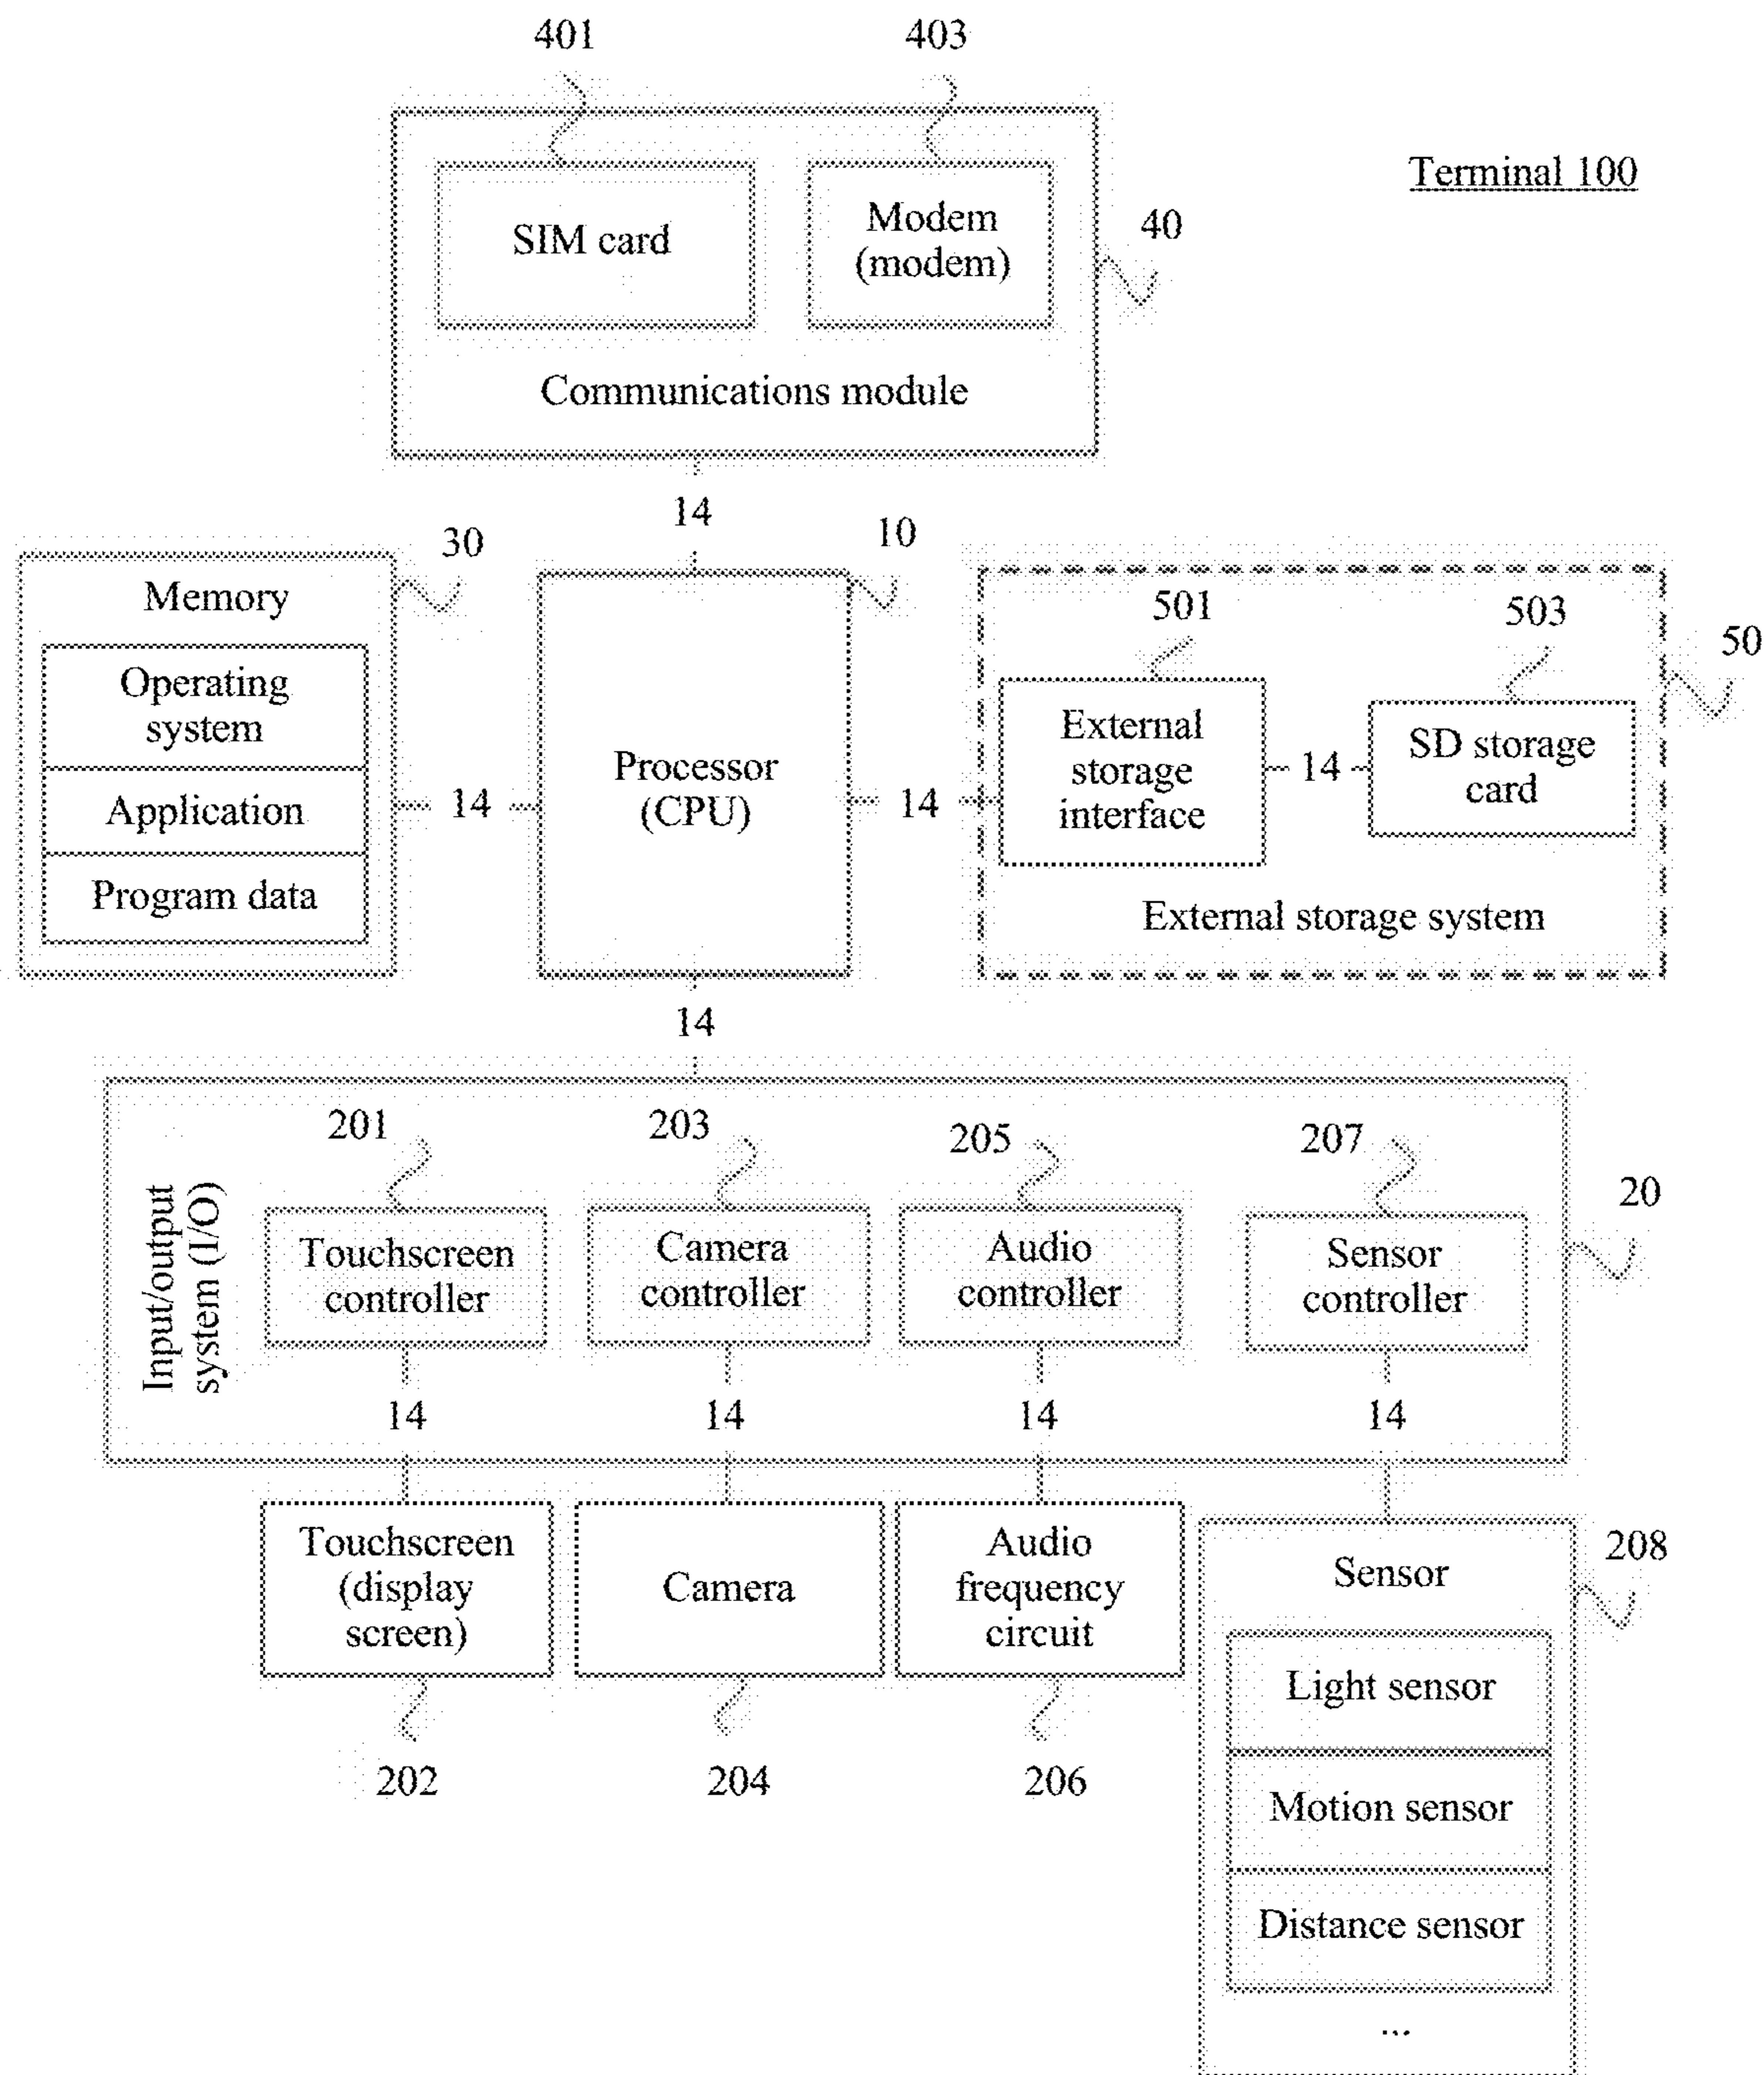 401
403
Terminal 100
SIM card
Modem
(modem)
40
Communications module
14
30
10
Memory
Operating
system
Application
Program data
14
Processor
(CPU)
14
501
503
50
External
storage
interface
14
SD storage
card
External storage system
14
Input/output
system (I/O)
201
203
205
207
20
Touchscreen
controller
Camera
controller
Audio
controller
Sensor
controller
14
14
14
14
Touchscreen
(display
screen)
Camera
Audio
frequency
circuit
Sensor
208
Light sensor
Motion sensor
Distance sensor
...
202
204
206